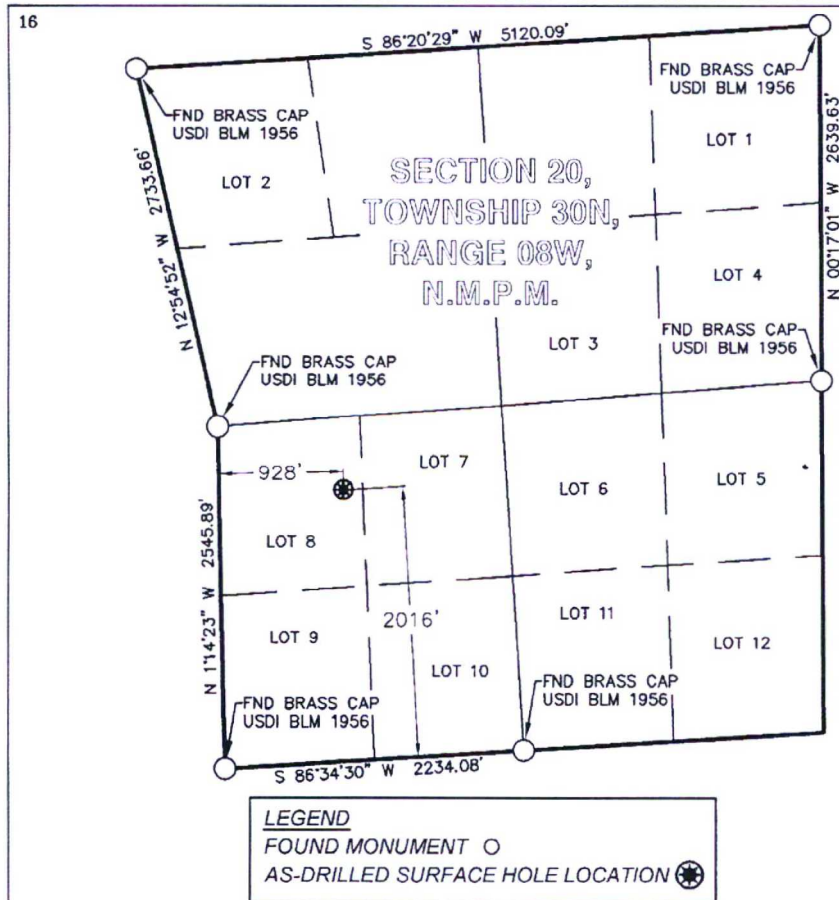 16
S 86°20'29" W 5120.09'
FND BRASS CAP
USDI BLM 1956
FND BRASS CAP
USDI BLM 1956
N 12°54'52" W 2733.66'
N 00°17'01" W 2639.63'
LOT 2
LOT 1
SECTION 20,
TOWNSHIP 30N,
RANGE 08W,
N.M.P.M.
LOT 4
LOT 3
FND BRASS CAP
USDI BLM 1956
FND BRASS CAP
USDI BLM 1956
928'
LOT 7
LOT 6
LOT 5
LOT 8
N 1°14'23" W 2545.89'
2016'
LOT 9
LOT 10
LOT 11
LOT 12
FND BRASS CAP
USDI BLM 1956
FND BRASS CAP
USDI BLM 1956
S 86°34'30" W 2234.08'
LEGEND
FOUND MONUMENT
AS-DRILLED SURFACE HOLE LOCATION